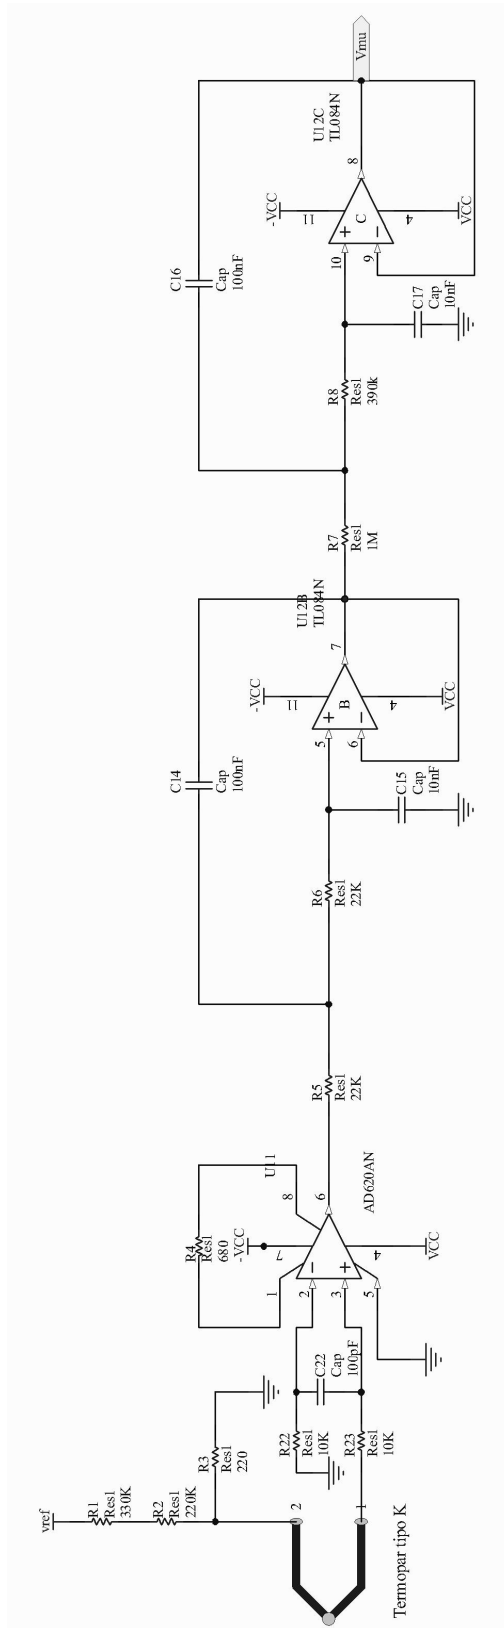 vref
R1
Res1
330K
R2
Res1
220K
R3
Res1
220
2
1
Termopar tipo K
R22
Res1
10K
R23
Res1
10K
C22
Cap
100pF
R4
Res1
680
U11
1
8
-VCC
7
2
3
5
6
4
VCC
AD620AN
R5
Res1
22K
R6
Res1
22K
C14
Cap
100nF
C15
Cap
10nF
U12B
TL084N
-VCC
11
5
6
B
7
4
VCC
R7
Res1
1M
R8
Res1
390k
C16
Cap
100nF
C17
Cap
10nF
U12C
TL084N
-VCC
11
10
9
C
8
4
VCC
Vmu